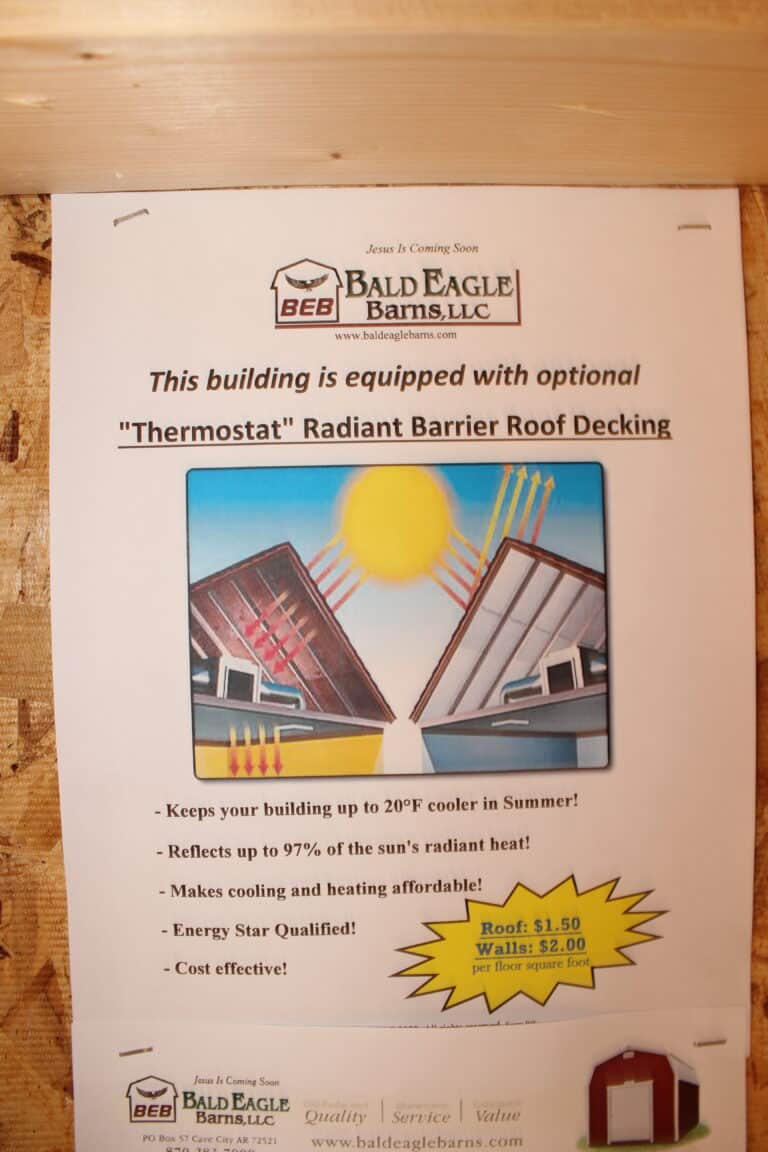 Jesus Is Coming Soon
BEB
BALD EAGLE
Barns, LLC
www.baldeaglebarns.com
This building is equipped with optional
"Thermostat" Radiant Barrier Roof Decking
- Keeps your building up to 20°F cooler in Summer!
- Reflects up to 97% of the sun's radiant heat!
- Makes cooling and heating affordable!
- Energy Star Qualified!
- Cost effective!
Roof: $1.50
Walls: $2.00
per floor square foot
Jesus Is Coming Soon
BEB
BALD EAGLE
Barns, LLC
Quality | Service | Value
PO Box 57 Cave City AR 72521
www.baldeaglebarns.com